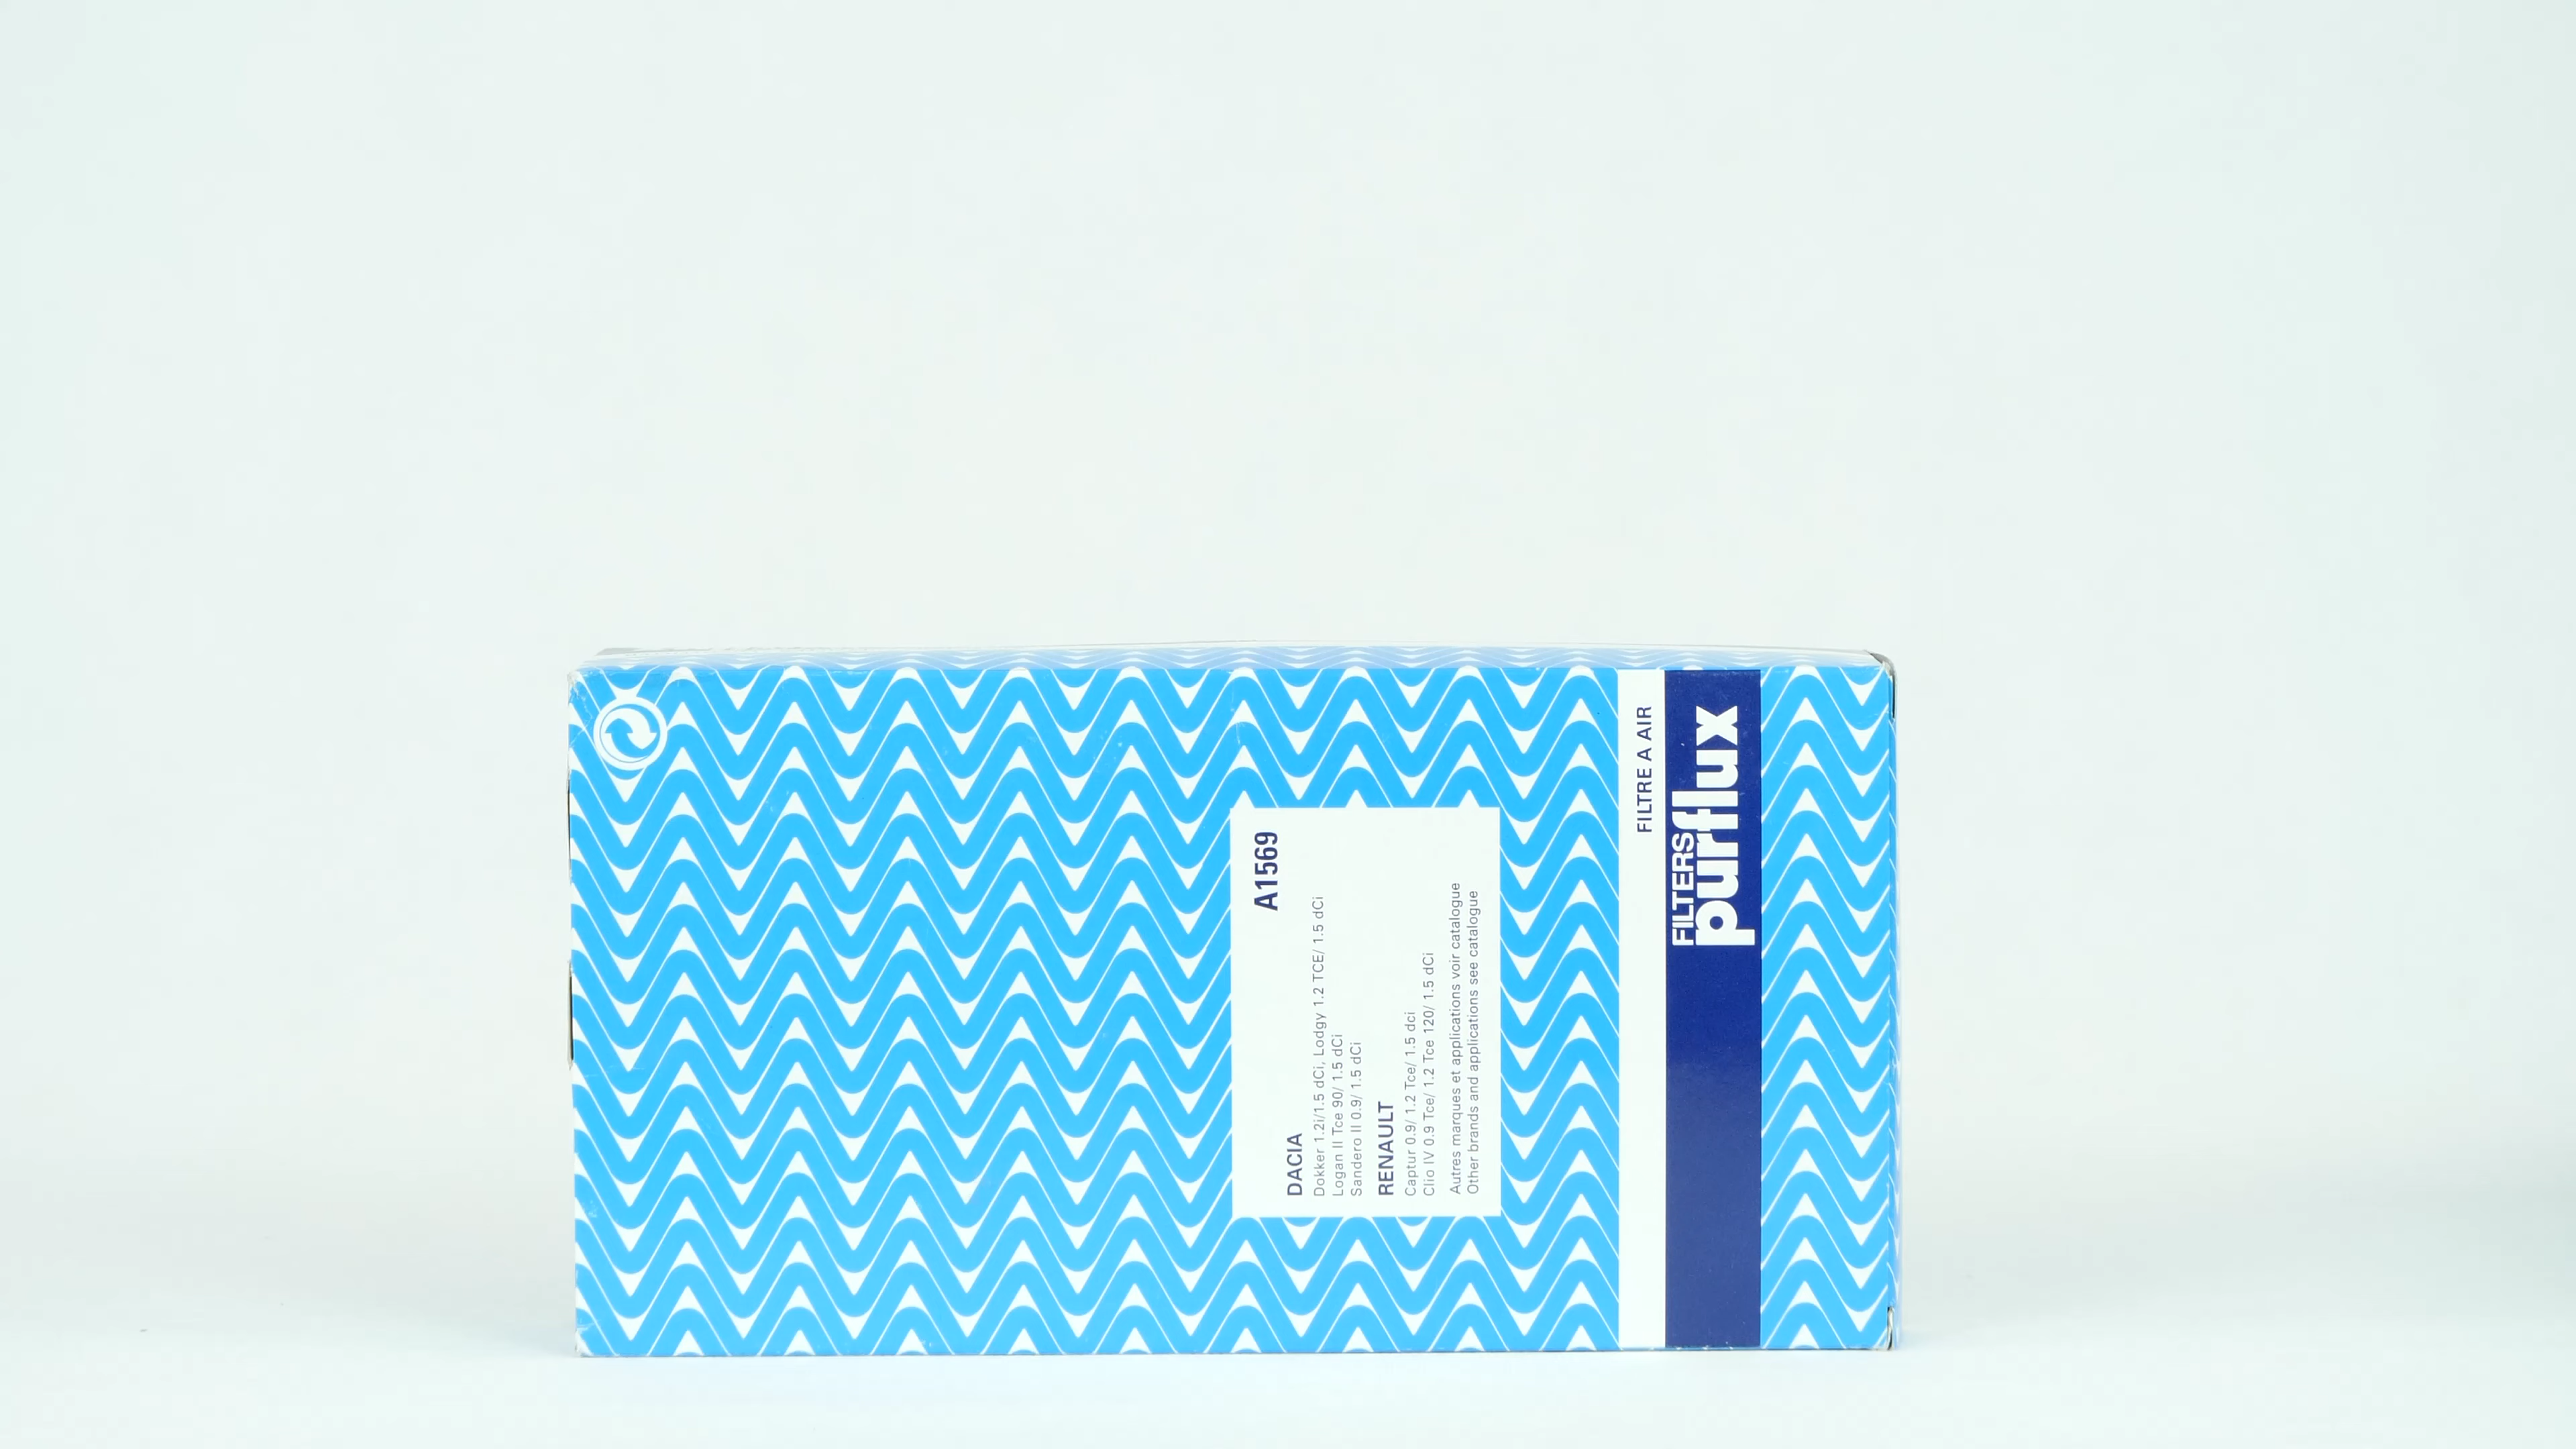 FILTERS
purflux
FILTRE A AIR
A1569
DACIA
Dokker 1.2i/1.5 dCi, Lodgy 1.2 TCE/ 1.5 dCi
Logan II Tce 90/ 1.5 dCi
Sandero II 0.9/ 1.5 dCi
RENAULT
Captur 0.9/ 1.2 Tce/ 1.5 dci
Clio IV 0.9 Tce/ 1.2 Tce 120/ 1.5 dCi
Autres marques et applications voir catalogue
Other brands and applications see catalogue